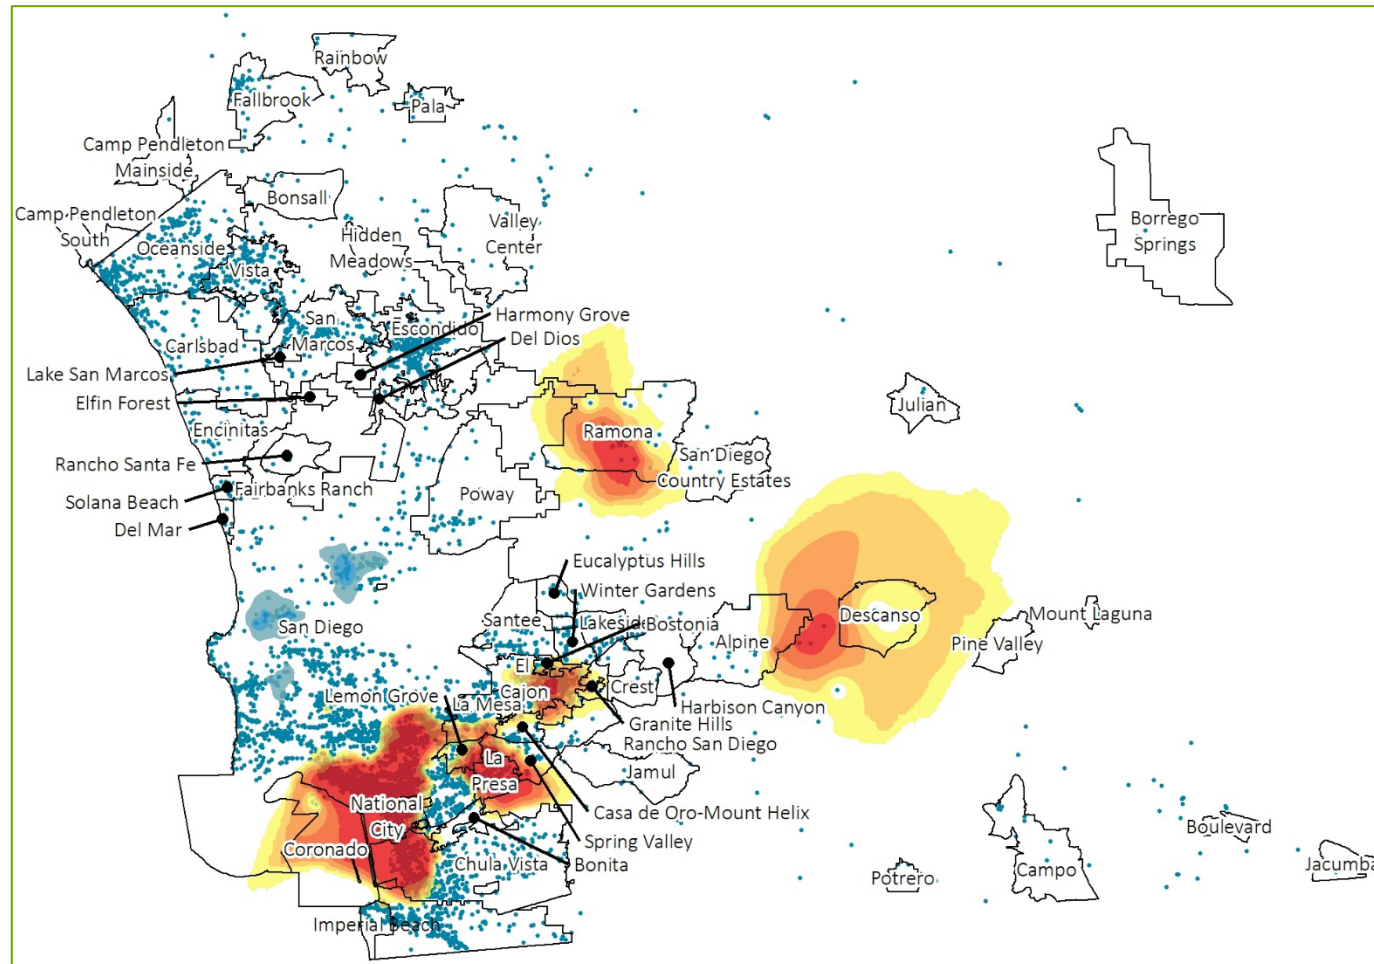 Rainbow
Fallbrook
Pala
Camp Pendleton
Mainside
Bonsall
Camp Pendleton
South
Oceanside
Vista
Hidden
Meadows
Valley
Center
Borrego
Springs
San
Marcos
Escondido
Harmony Grove
Del Dios
Carlsbad
Lake San Marcos
Elfin Forest
Encinitas
Ramona
Julian
San Diego
Country Estates
Rancho Santa Fe
Solana Beach
Fairbanks Ranch
Poway
Del Mar
Eucalyptus Hills
Winter Gardens
Santee
Lakeside
Bostonia
San Diego
Alpine
Descanso
Mount Laguna
Pine Valley
El
Cajon
Crest
Lemon Grove
La Mesa
Harbison Canyon
Granite Hills
Rancho San Diego
La
Presa
Jamul
National
City
Casa de Oro-Mount Helix
Spring Valley
Coronado
Chula Vista
Bonita
Potrero
Campo
Boulevard
Jacumba
Imperial Beach